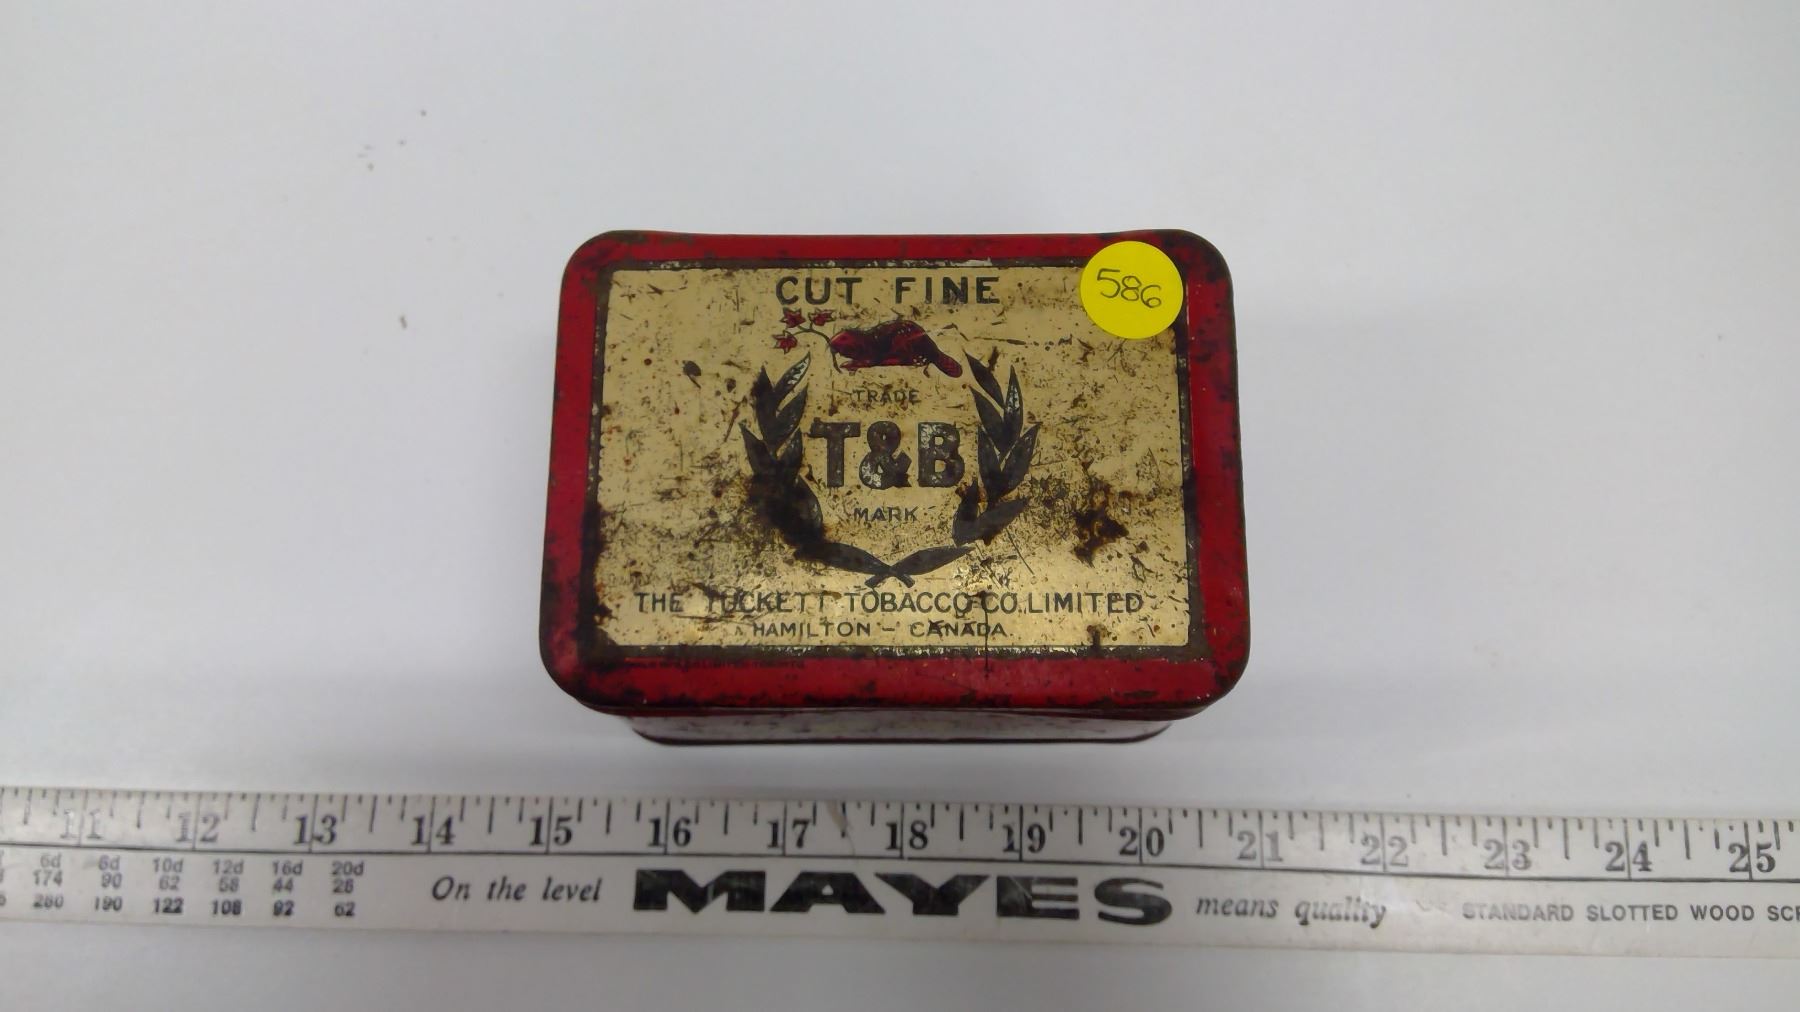 CUT FINE
586
TRADE
T&B
MARK
THE TUCKETT TOBACCO CO. LIMITED
HAMILTON – CANADA
11 12 13 14 15 16 17 18 19 20 21 22 23 24 25
6d 6d 10d 12d 16d 20d
174 90 62 58 44 28
280 190 122 108 92 62
On the level MAYES means quality
STANDARD SLOTTED WOOD